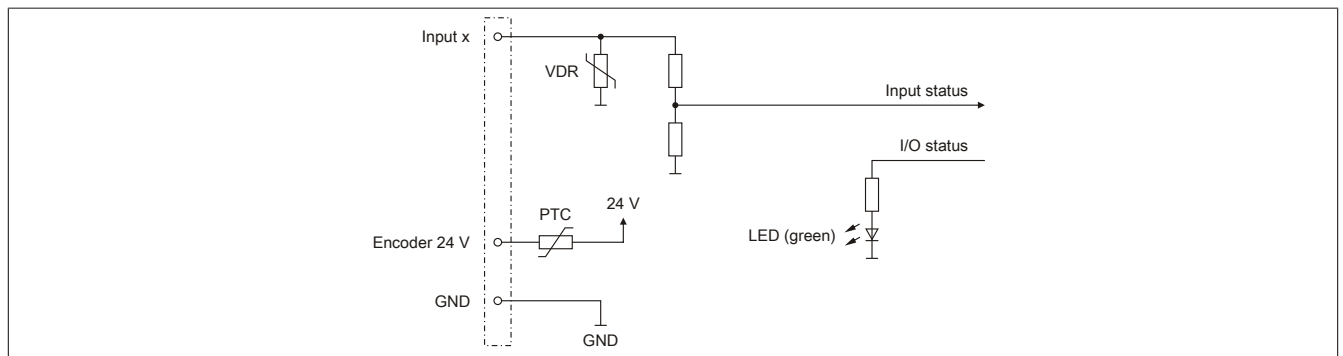 Input x
VDR
Input status
I/O status
24 V
PTC
LED (green)
Encoder 24 V
GND
GND